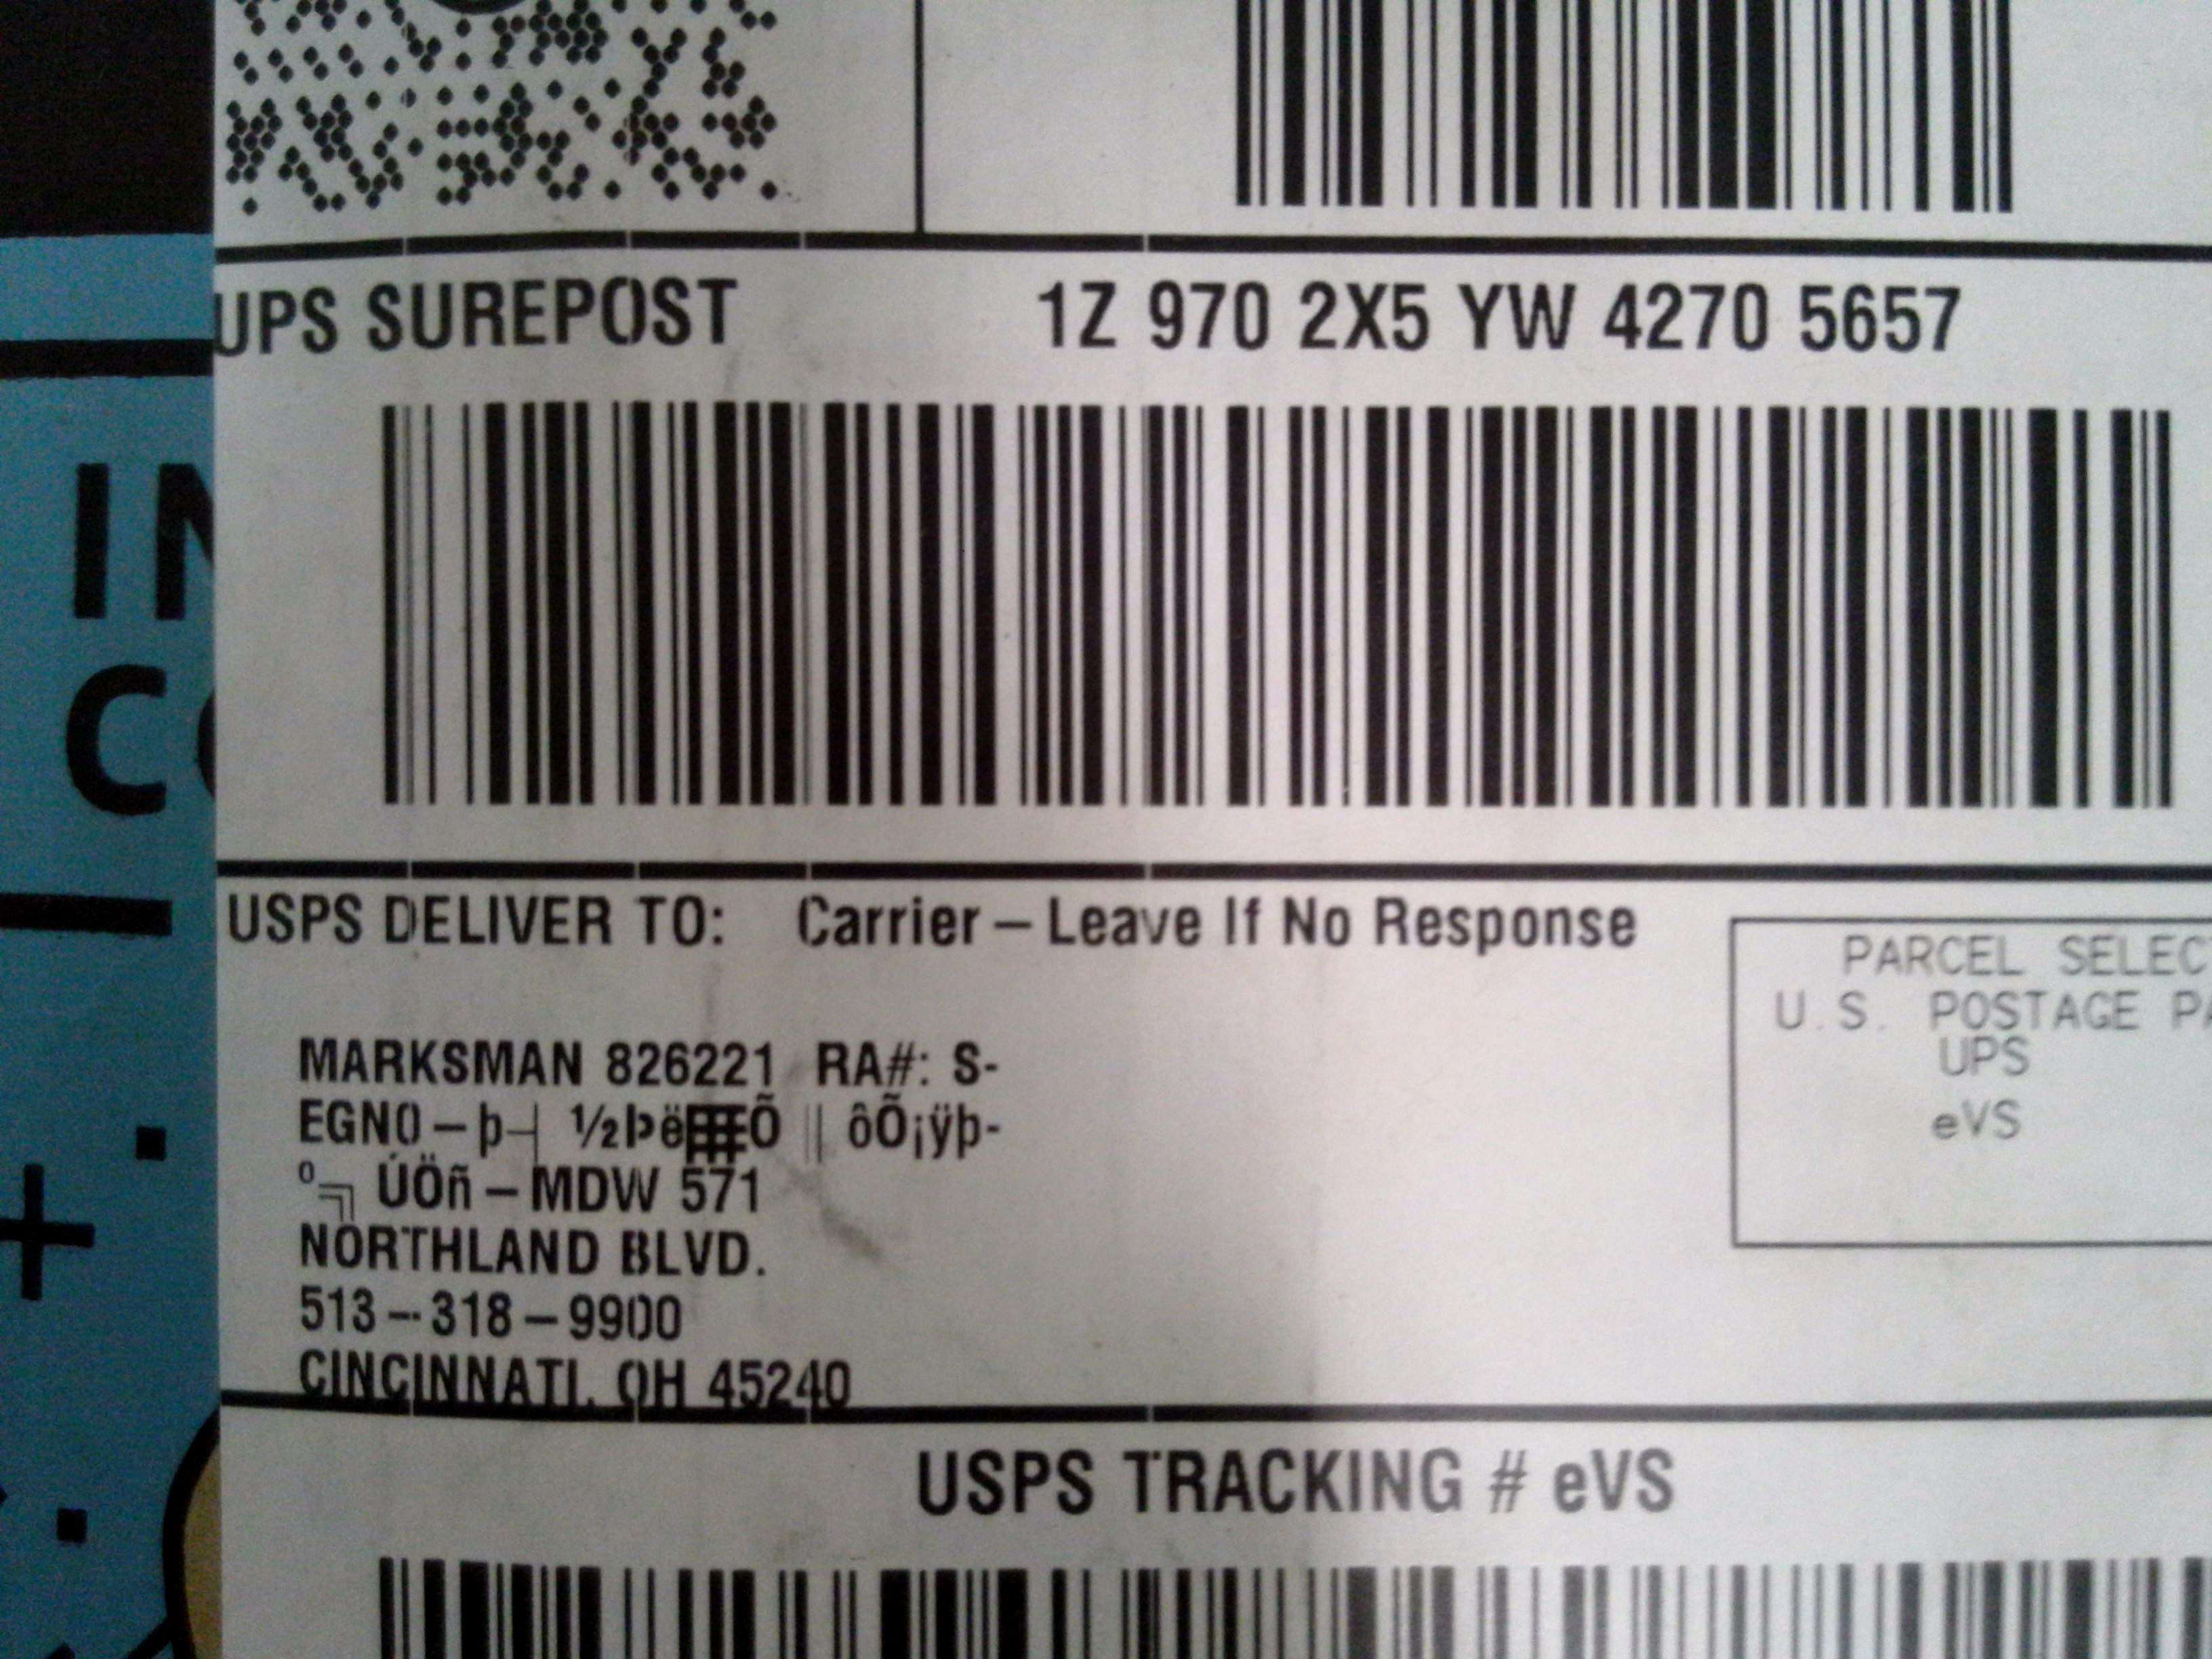 UPS SUREPOST 1Z 970 2X5 YW 4270 5657
IN
C
USPS DELIVER TO: Carrier – Leave If No Response
PARCEL SELEC
U.S. POSTAGE PA
UPS
eVS
MARKSMAN 826221 RA#: S-
EGN0 – þ┤ ½Þë╬Õ ‖ ôÕ¡ÿþ-
º╗ ÚÖñ – MDW 571
NORTHLAND BLVD.
513 – 318 – 9900
CINCINNATI, OH 45240
USPS TRACKING # eVS